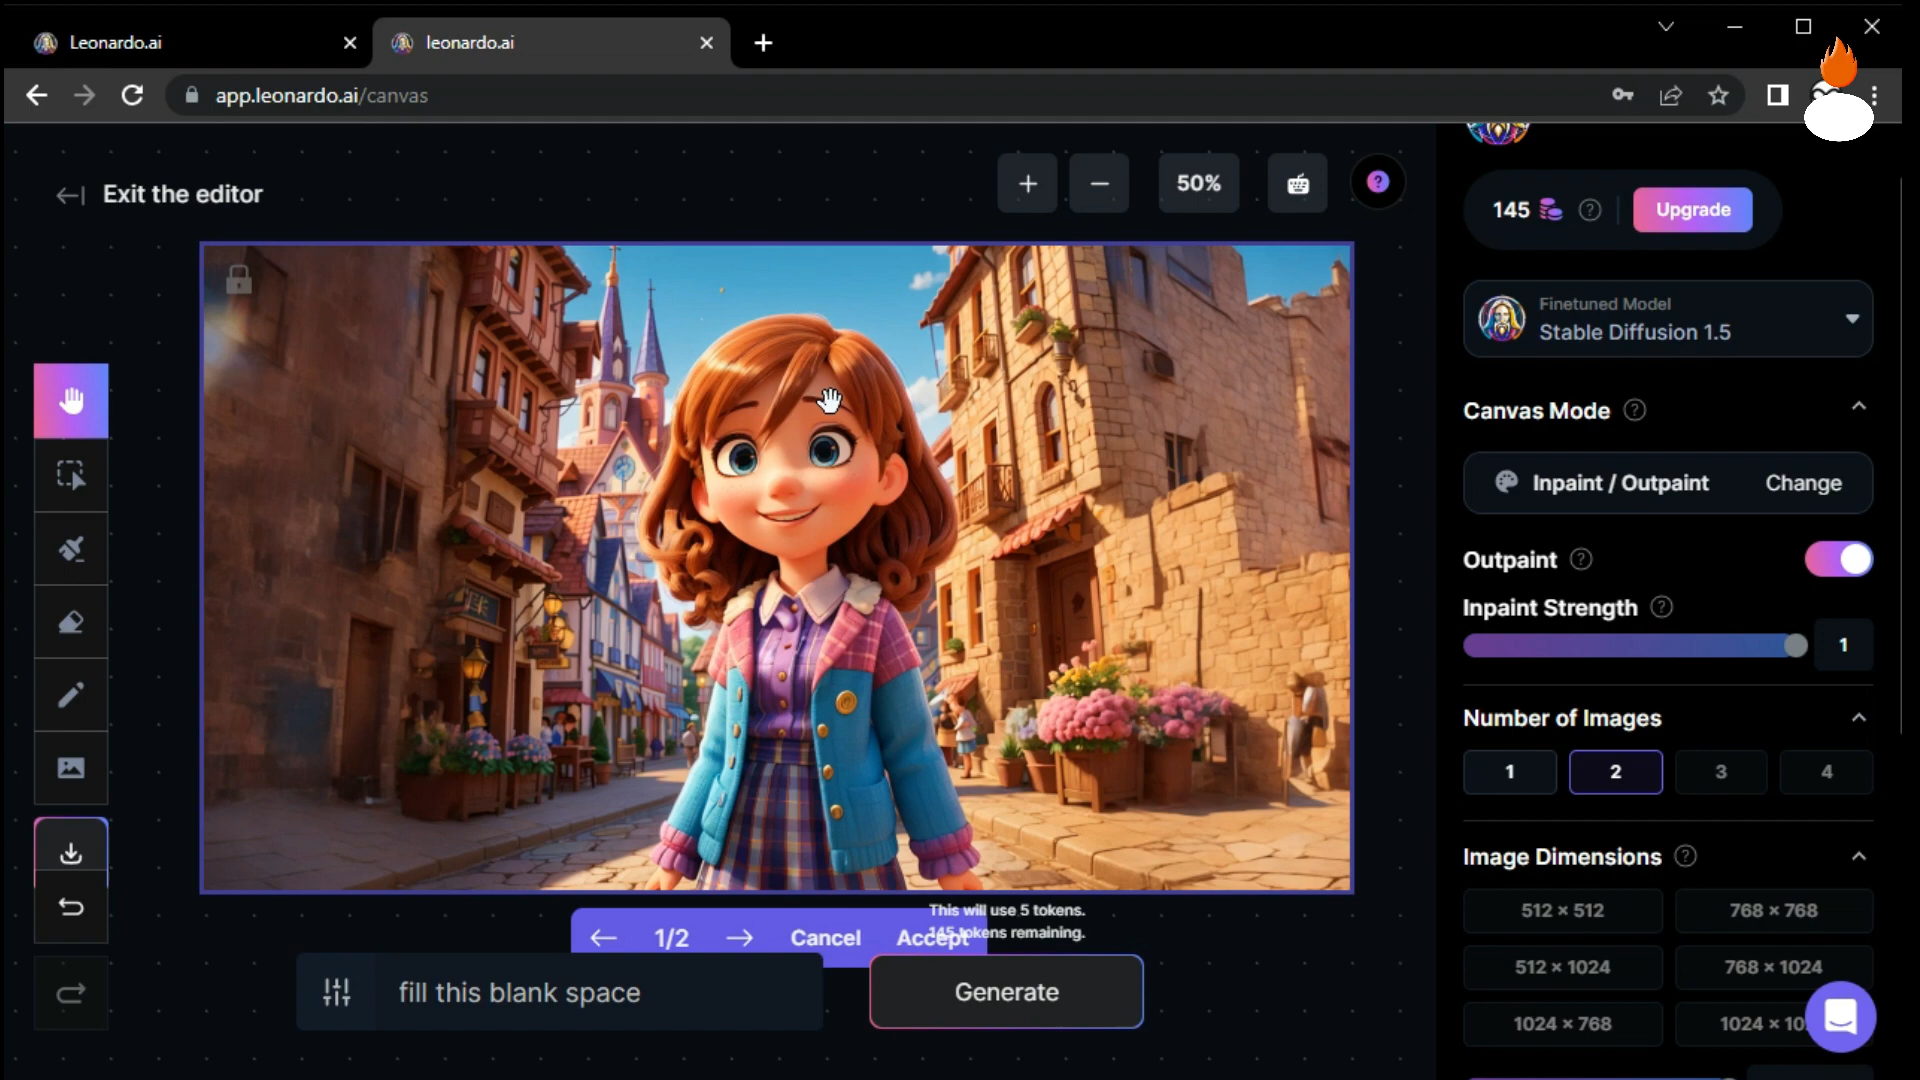 Leonardo.ai
leonardo.ai
app.leonardo.ai/canvas
Exit the editor
50%
145
Upgrade
Finetuned Model
Stable Diffusion 1.5
Canvas Mode
Inpaint / Outpaint
Change
Outpaint
Inpaint Strength
1
Number of Images
1
2
3
4
Image Dimensions
512 × 512
768 × 768
512 × 1024
768 × 1024
1024 × 768
1024 × 10
This will use 5 tokens.
145 tokens remaining.
1/2
Cancel
Accept
fill this blank space
Generate